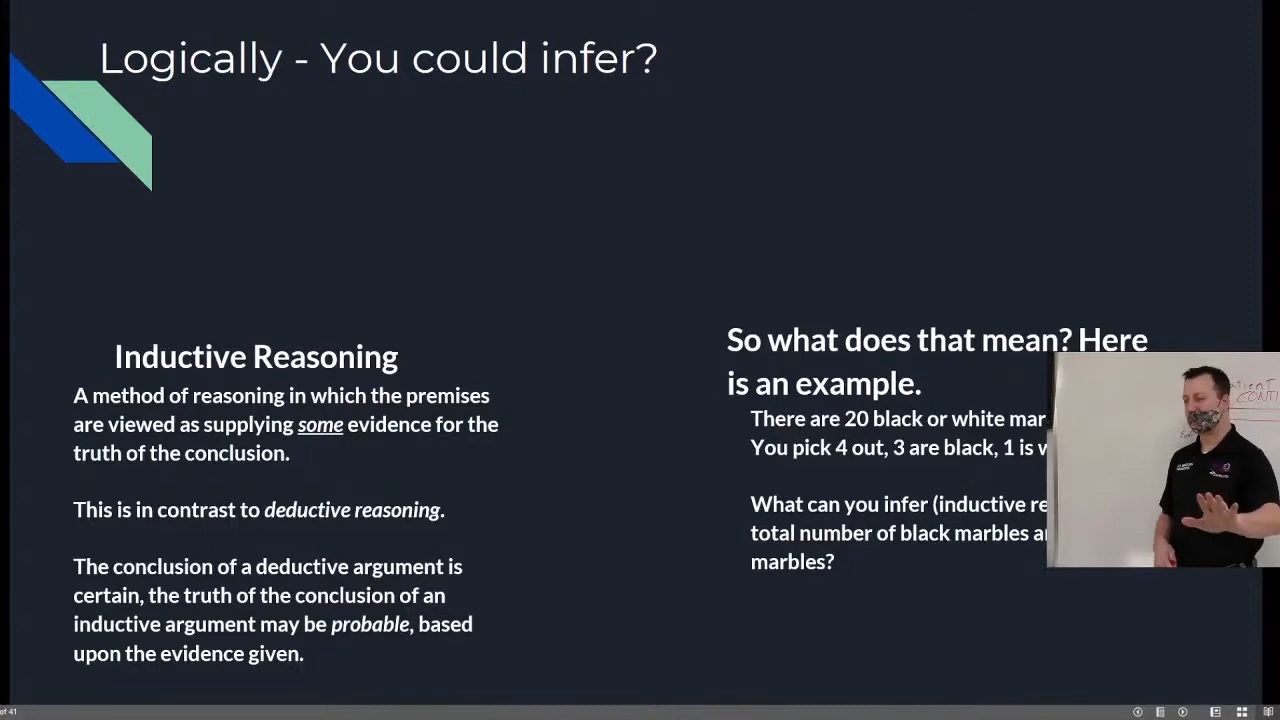 Logically - You could infer?
Inductive Reasoning
A method of reasoning in which the premises
are viewed as supplying some evidence for the
truth of the conclusion.
This is in contrast to deductive reasoning.
The conclusion of a deductive argument is
certain, the truth of the conclusion of an
inductive argument may be probable, based
upon the evidence given.
So what does that mean? Here
is an example.
There are 20 black or white mar
You pick 4 out, 3 are black, 1 is w
What can you infer (inductive re
total number of black marbles a
marbles?
CONTI
of 41